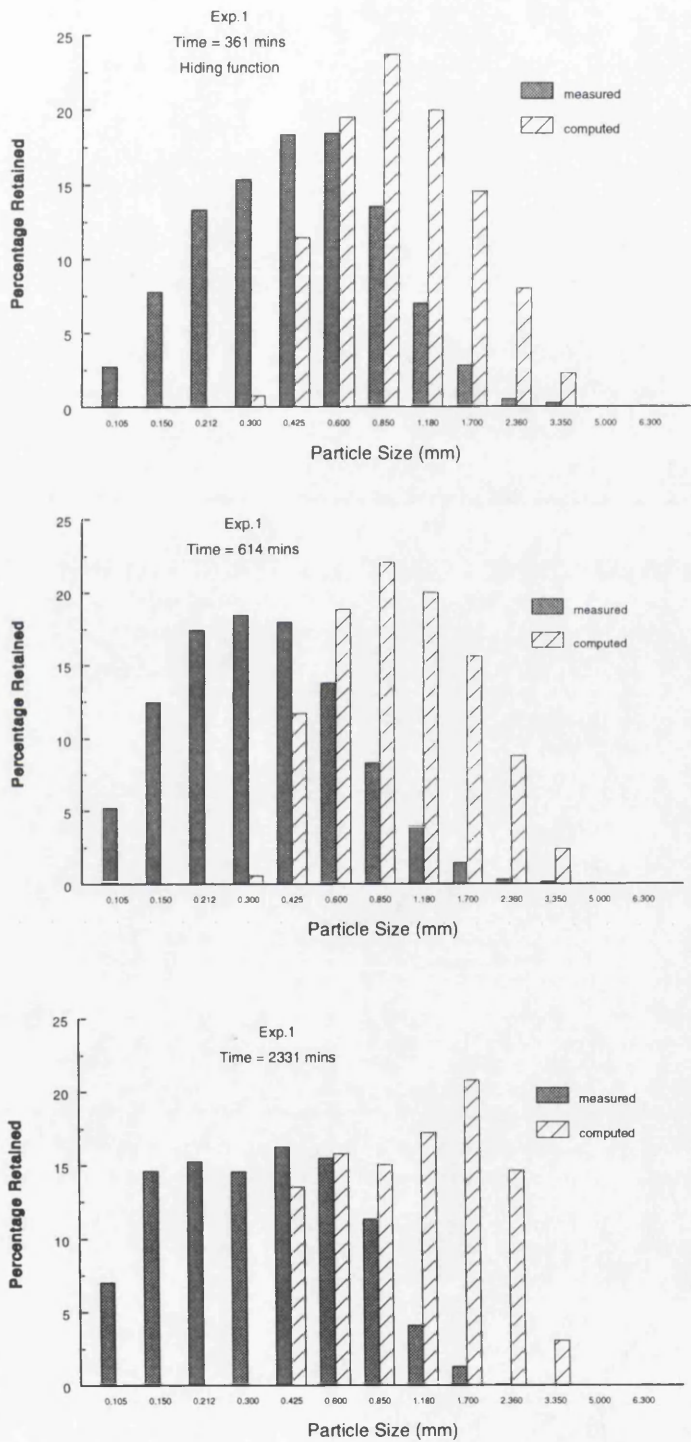 Exp.1
Time = 361 mins
Hiding function
25
20
15
10
5
0
Percentage Retained
measured
computed
0.105 0.150 0.212 0.300 0.425 0.600 0.850 1.180 1.700 2.360 3.350 5.000 6.300
Particle Size (mm)
Exp.1
Time = 614 mins
25
20
15
10
5
0
Percentage Retained
measured
computed
0.105 0.150 0.212 0.300 0.425 0.600 0.850 1.180 1.700 2.360 3.350 5.000 6.300
Particle Size (mm)
Exp.1
Time = 2331 mins
25
20
15
10
5
0
Percentage Retained
measured
computed
0.105 0.150 0.212 0.300 0.425 0.600 0.850 1.180 1.700 2.360 3.350 5.000 6.300
Particle Size (mm)